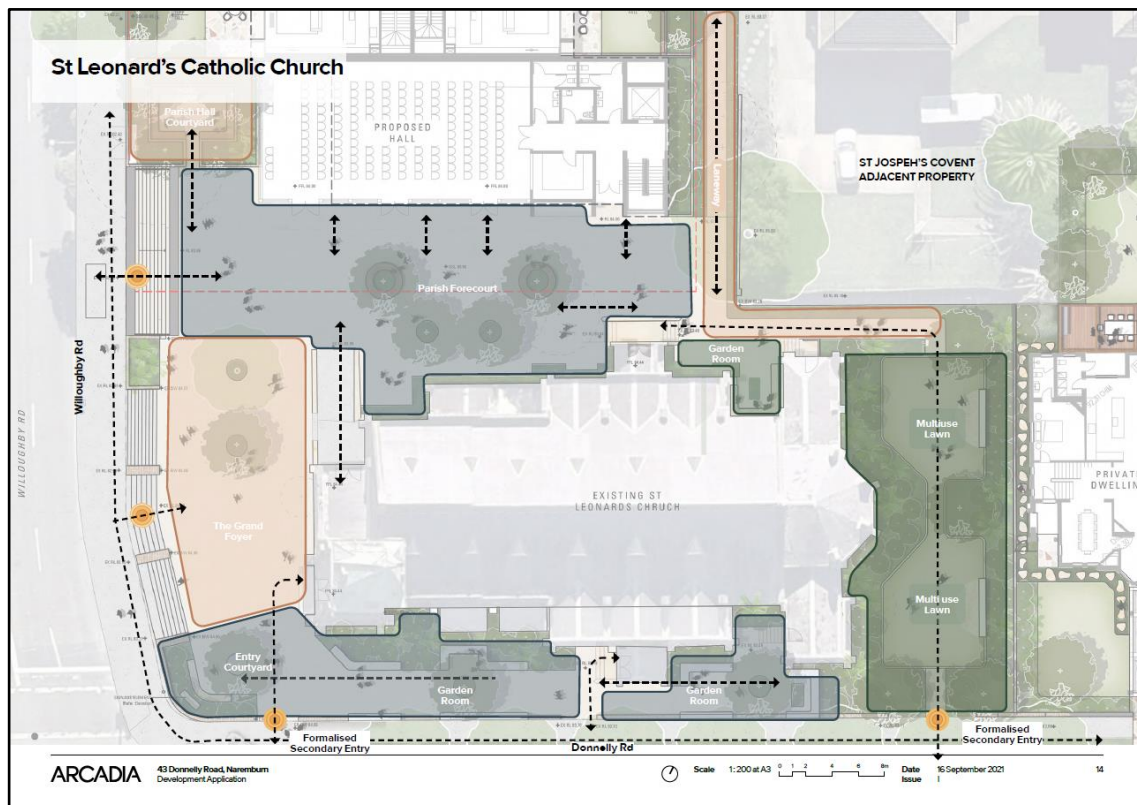 St Leonard's Catholic Church
Parish Hall
Courtyard
PROPOSED
HALL
Laneway
ST JOSPEH'S COVENT
ADJACENT PROPERTY
Parish Forecourt
Willoughby Rd
WILLOUGHBY RD
Garden
Room
Multiuse
Lawn
PRIVATE
DWELLIN
The Grand
Foyer
EXISTING ST
LEONARDS CHRUCH
Multi use
Lawn
Entry
Courtyard
Garden
Room
Garden
Room
Formalised
Secondary Entry
Donnelly Rd
Formalised
Secondary Entry
ARCADIA
43 Donnelly Road, Naremburn
Development Application
Scale 1:200 at A3
0 1 2 4 6 8m
Date 16 September 2021
Issue I
14